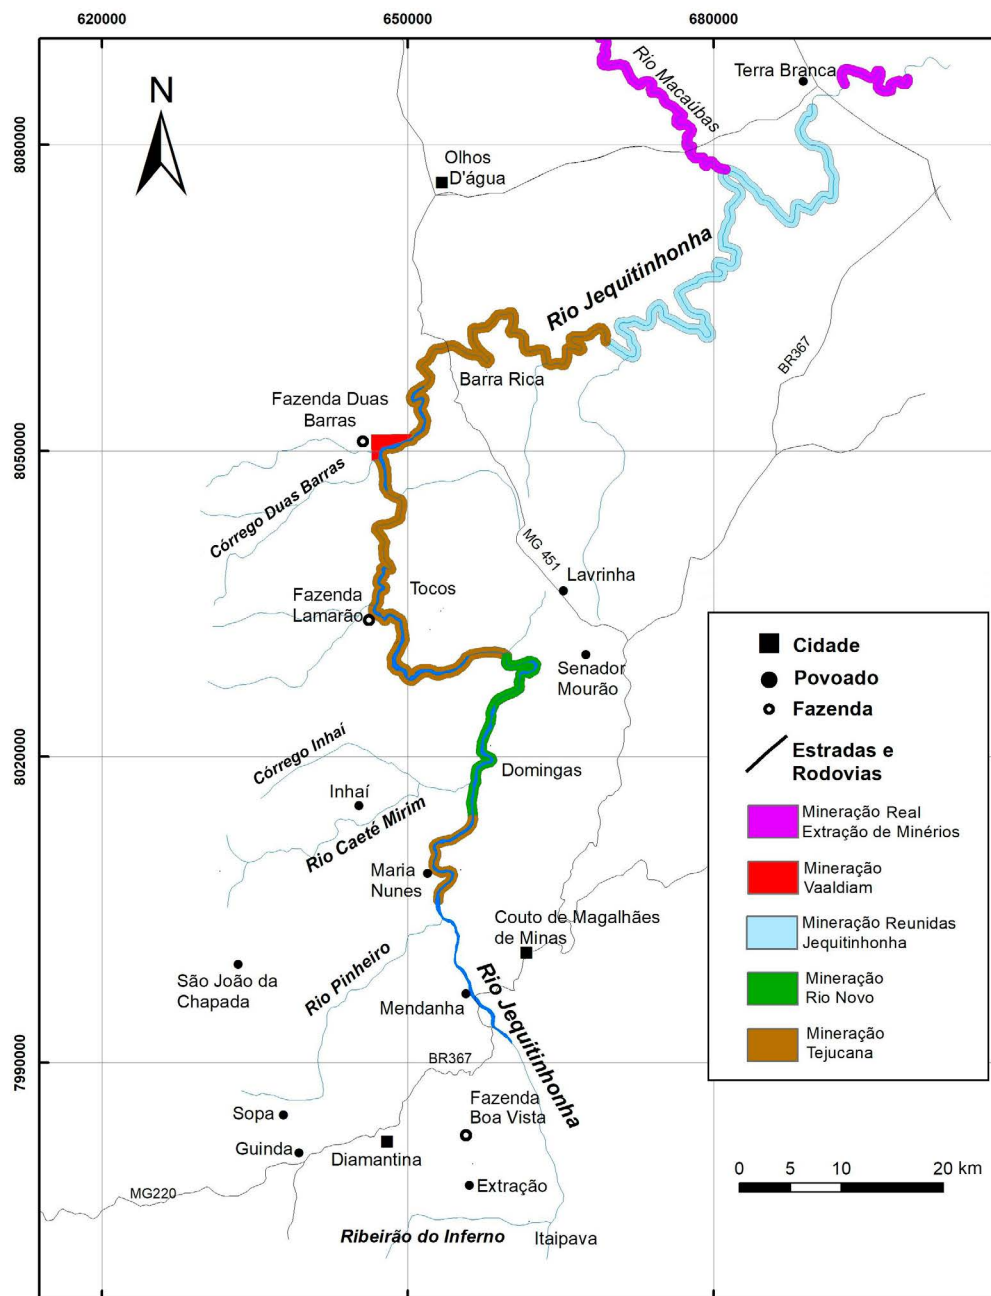 620000
650000
680000
8080000
8050000
8020000
7990000
N
Rio Macaúbas
Terra Branca
Olhos
D'água
Rio Jequitinhonha
BR367
Barra Rica
Fazenda Duas
Barras
Córrego Duas Barras
MG 451
Lavrinha
Tocos
Fazenda
Lamarão
Senador
Mourão
Córrego Inhaí
Domingas
Inhaí
Rio Caeté Mirim
Maria
Nunes
Couto de Magalhães
de Minas
São João da
Chapada
Rio Pinheiro
Mendanha
Rio Jequitinhonha
BR367
Fazenda
Boa Vista
Sopa
Guinda
Diamantina
Extração
MG220
Ribeirão do Inferno
Itaipava
Cidade
Povoado
Fazenda
Estradas e
Rodovias
Mineração Real
Extração de Minérios
Mineração
Vaaldiam
Mineração Reunidas
Jequitinhonha
Mineração
Rio Novo
Mineração
Tejucana
0 5 10 20 km